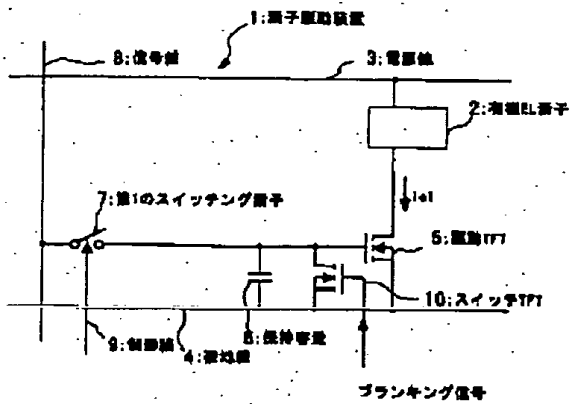 1:素子駆動装置
8:信号線
3:電源線
2:有機EL素子
7:第1のスイッチング素子
Iel
5:駆動TFT
10:スイッチTFT
9:制御線
4:接地線
6:保持容量
ブランキング信号